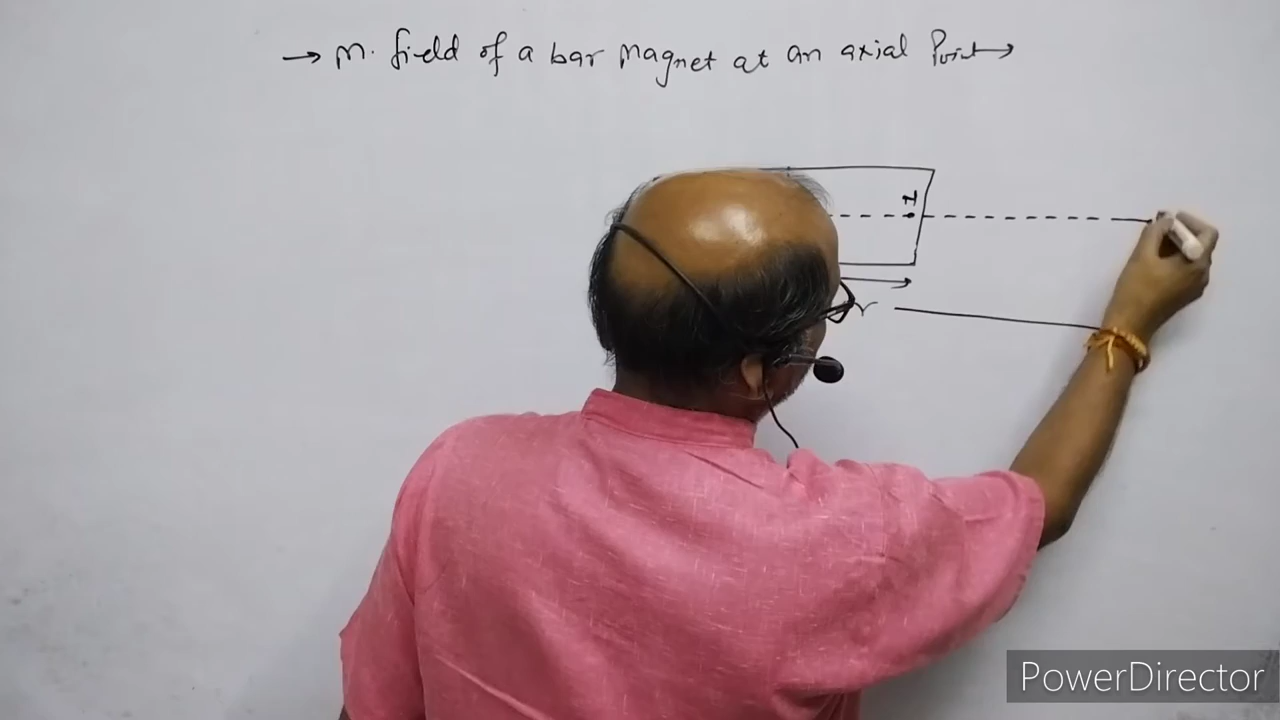 → M. field of a bar magnet at an axial Point →
N
r
PowerDirector